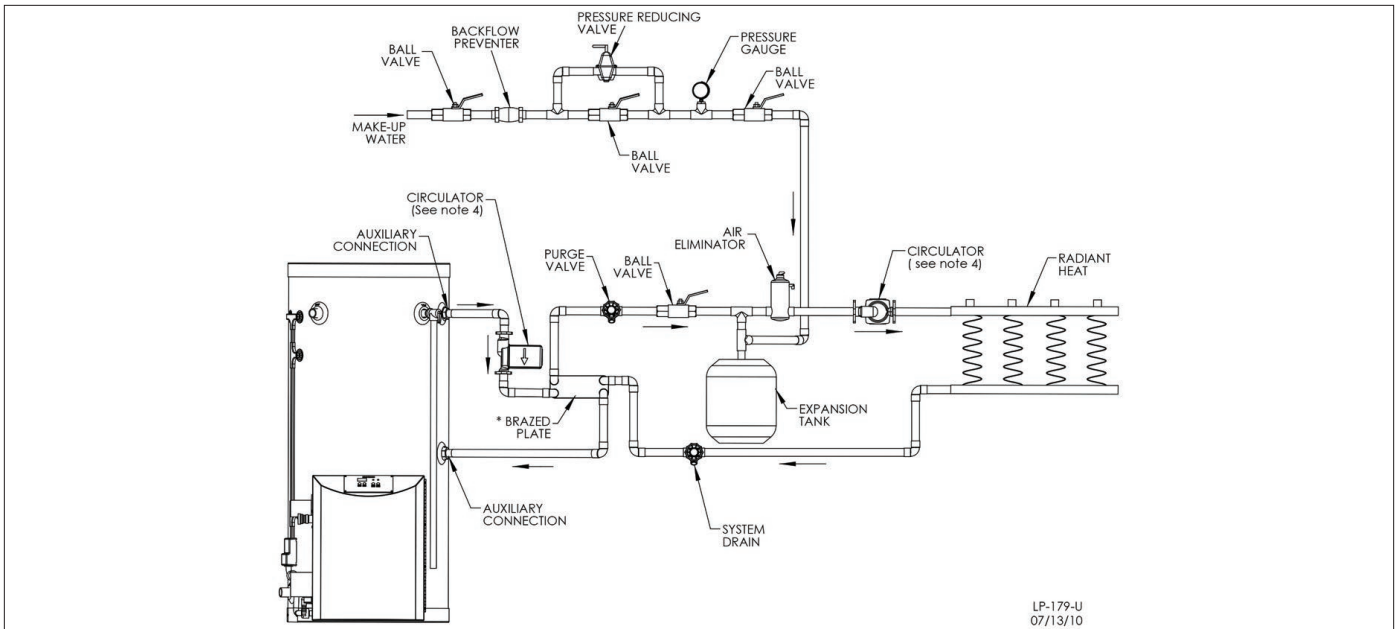 PRESSURE REDUCING
VALVE
BACKFLOW
PREVENTER
PRESSURE
GAUGE
BALL
VALVE
BALL
VALVE
MAKE-UP
WATER
BALL
VALVE
CIRCULATOR
(See note 4)
AUXILIARY
CONNECTION
AIR
ELIMINATOR
PURGE
VALVE
BALL
VALVE
CIRCULATOR
( see note 4)
RADIANT
HEAT
* BRAZED
PLATE
EXPANSION
TANK
AUXILIARY
CONNECTION
SYSTEM
DRAIN
LP-179-U
07/13/10